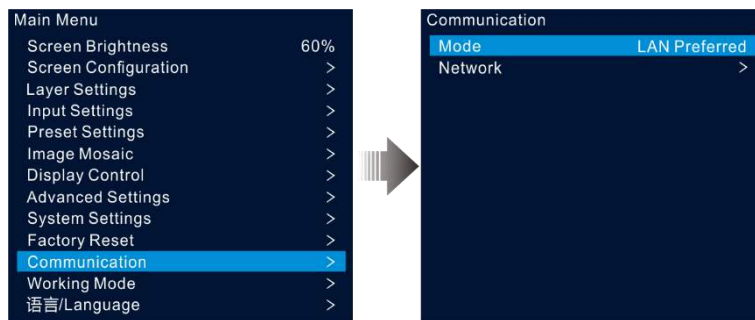 Main Menu
Screen Brightness 60%
Screen Configuration >
Layer Settings >
Input Settings >
Preset Settings >
Image Mosaic >
Display Control >
Advanced Settings >
System Settings >
Factory Reset >
Communication >
Working Mode >
语言/Language >
Communication
Mode LAN Preferred
Network >